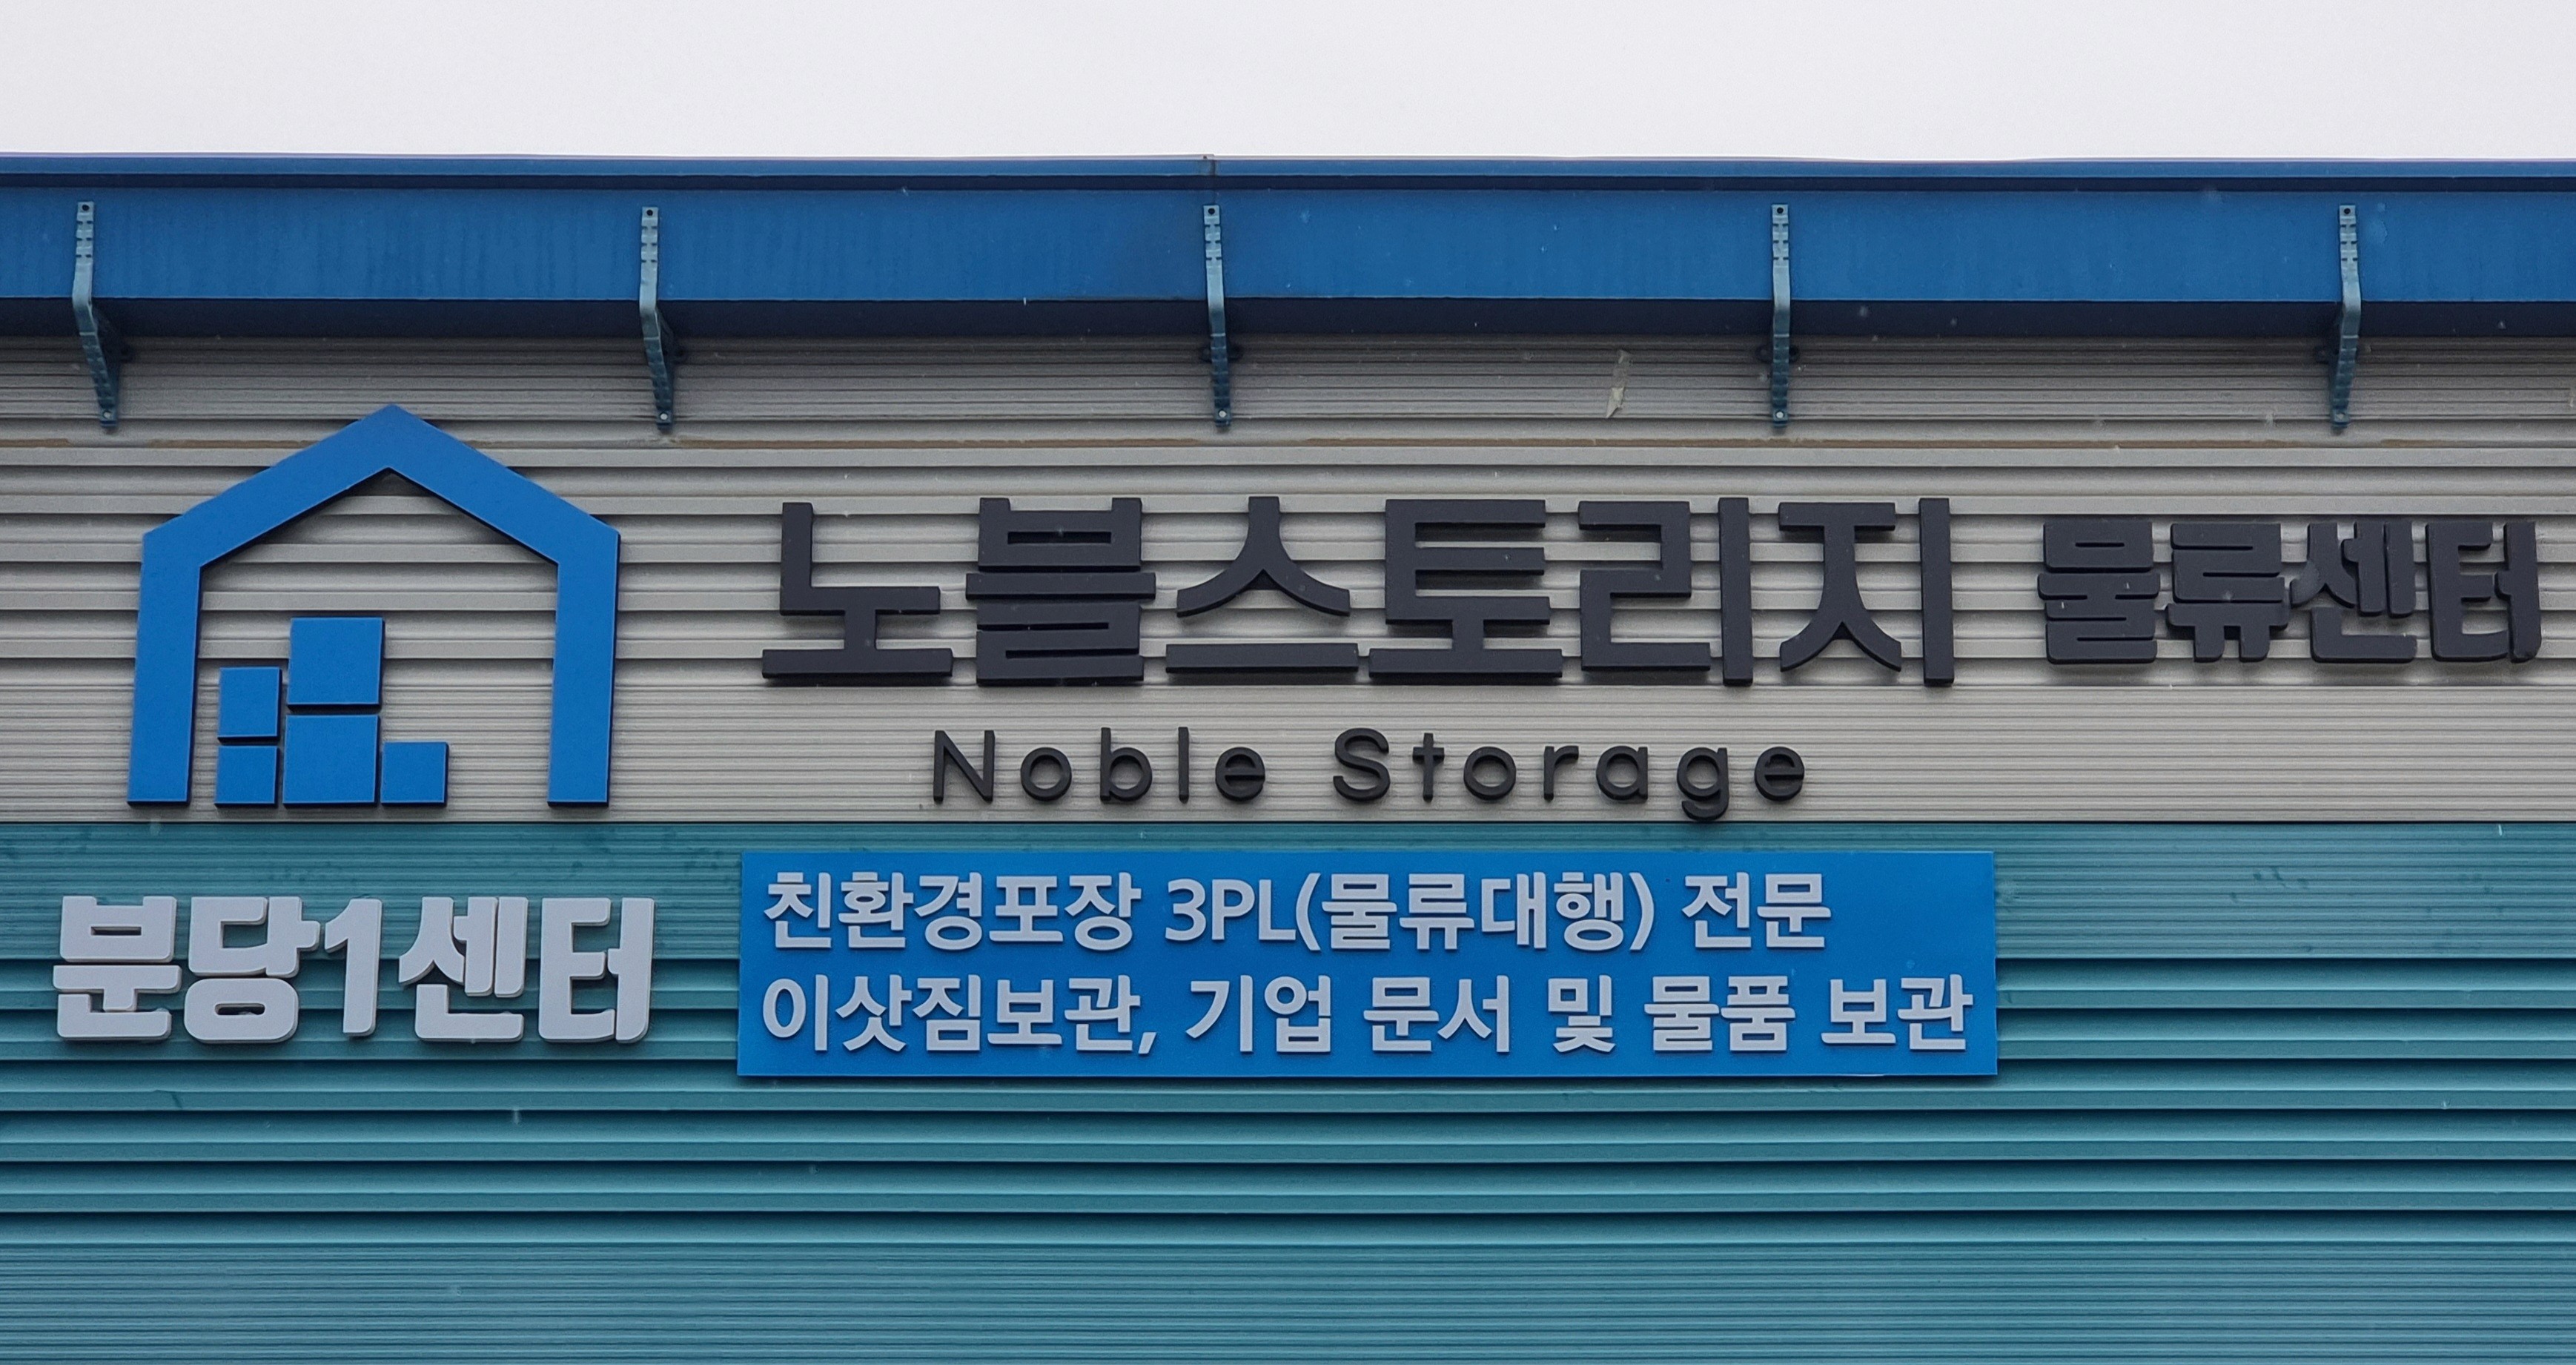 노블스토리지 물류센터
Noble Storage
분당1센터
친환경포장 3PL(물류대행) 전문
이삿짐보관, 기업 문서 및 물품 보관